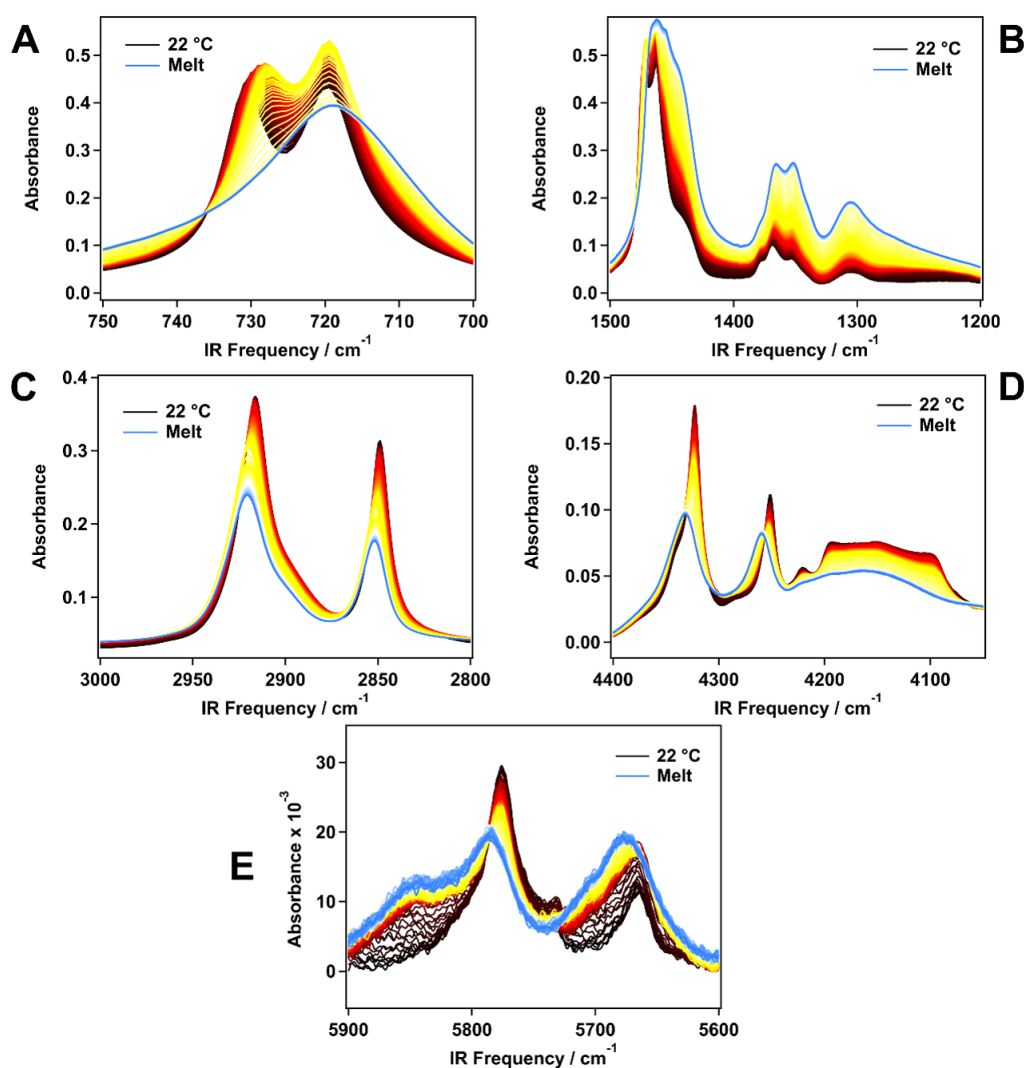 A
22 °C
Melt
Absorbance
0.5
0.4
0.3
0.2
0.1
0.0
750
740
730
720
710
700
IR Frequency / cm⁻¹
B
22 °C
Melt
Absorbance
0.5
0.4
0.3
0.2
0.1
0.0
1500
1400
1300
1200
IR Frequency / cm⁻¹
C
22 °C
Melt
Absorbance
0.4
0.3
0.2
0.1
3000
2950
2900
2850
2800
IR Frequency / cm⁻¹
D
22 °C
Melt
Absorbance
0.20
0.15
0.10
0.05
0.00
4400
4300
4200
4100
IR Frequency / cm⁻¹
E
22 °C
Melt
Absorbance x 10⁻³
30
20
10
0
5900
5800
5700
5600
IR Frequency / cm⁻¹